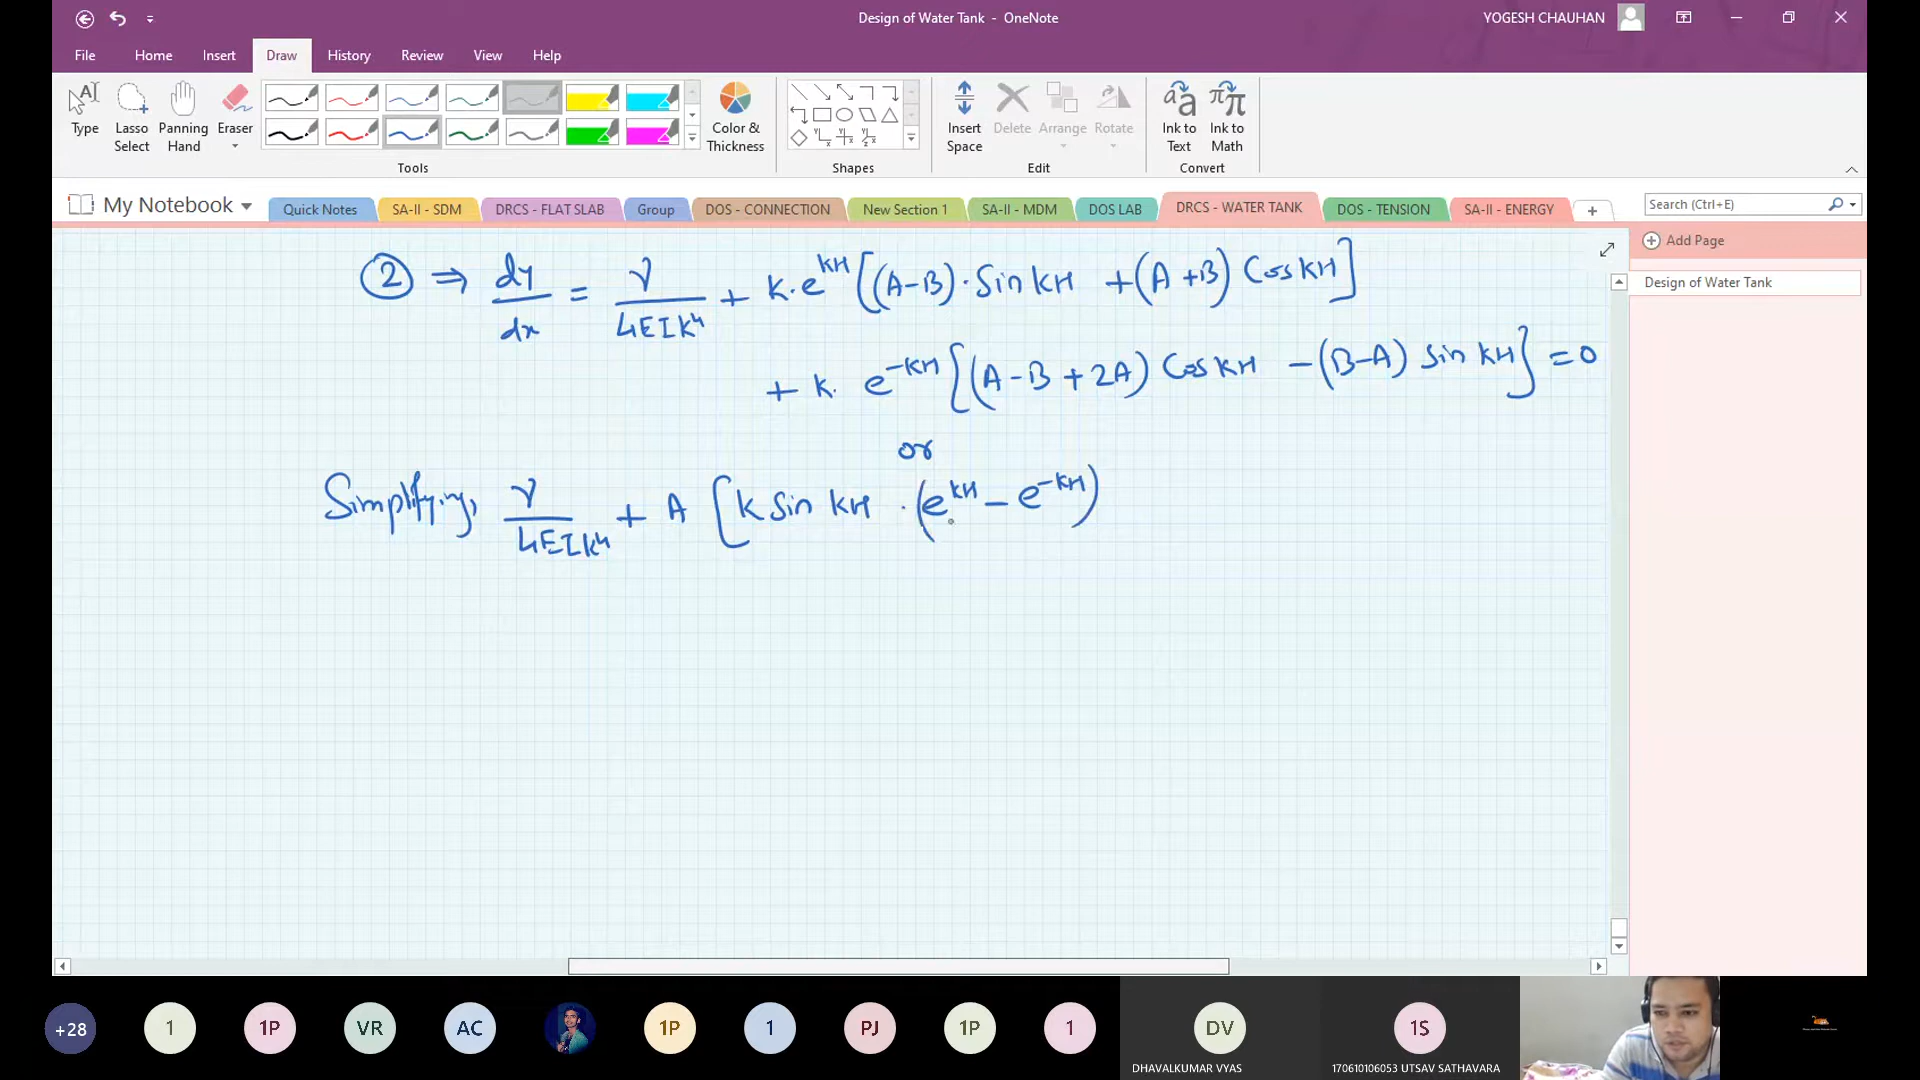 Design of Water Tank - OneNote
YOGESH CHAUHAN
File Home Insert Draw History Review View Help
Type
Lasso Select
Panning Hand
Eraser
Color & Thickness
Insert Space
Delete
Arrange
Rotate
Ink to Text
Ink to Math
Tools
Shapes
Edit
Convert
My Notebook
Quick Notes
SA-II - SDM
DRCS - FLAT SLAB
Group
DOS - CONNECTION
New Section 1
SA-II - MDM
DOS LAB
DRCS - WATER TANK
DOS - TENSION
SA-II - ENERGY
Search (Ctrl+E)
Add Page
Design of Water Tank
② ⇒ dy/dx = γ/4EIK⁴ + K·e^KH [(A-B)·Sin KH + (A+B) Cos KH]
+ K. e^-KH [(A-B+2A) Cos KH - (B-A) sin KH] = 0
or
Simplifying, γ/4EIK⁴ + A [K Sin KH · (e^KH - e^-KH)
+28
1
1P
VR
AC
1P
1
PJ
1P
1
DV
DHAVALKUMAR VYAS
1S
170610106053 UTSAV SATHAVARA